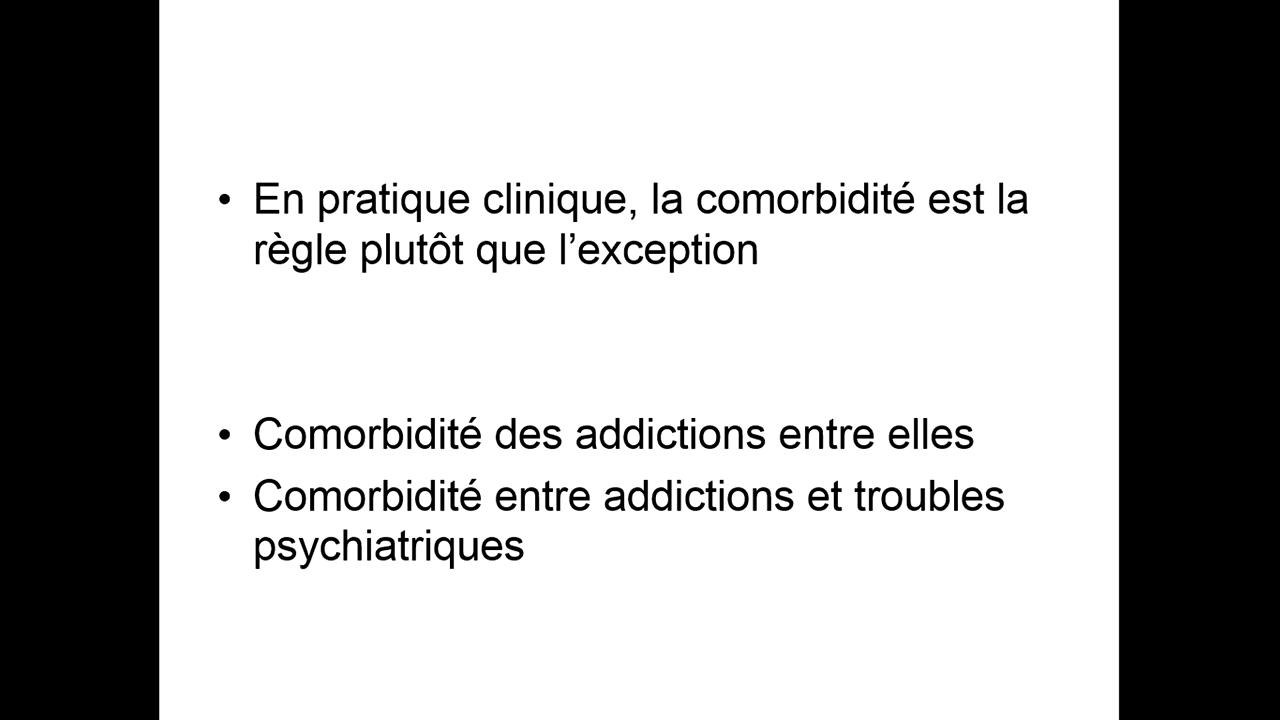 • En pratique clinique, la comorbidité est la
règle plutôt que l’exception
• Comorbidité des addictions entre elles
• Comorbidité entre addictions et troubles
psychiatriques